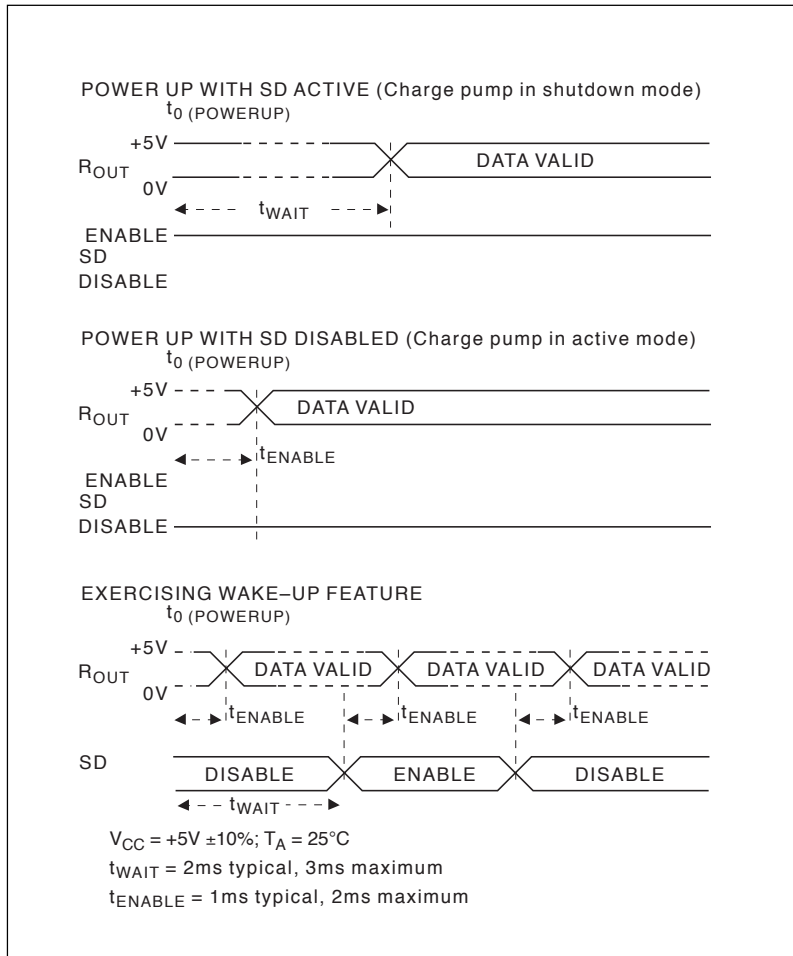 POWER UP WITH SD ACTIVE (Charge pump in shutdown mode)
t0 (POWERUP)
+5V
ROUT
DATA VALID
0V
tWAIT
ENABLE
SD
DISABLE
POWER UP WITH SD DISABLED (Charge pump in active mode)
t0 (POWERUP)
+5V
ROUT
DATA VALID
0V
tENABLE
ENABLE
SD
DISABLE
EXERCISING WAKE–UP FEATURE
t0 (POWERUP)
+5V
ROUT
DATA VALID DATA VALID DATA VALID
0V
tENABLE tENABLE tENABLE
SD
DISABLE ENABLE DISABLE
tWAIT
VCC = +5V ±10%; TA = 25°C
tWAIT = 2ms typical, 3ms maximum
tENABLE = 1ms typical, 2ms maximum